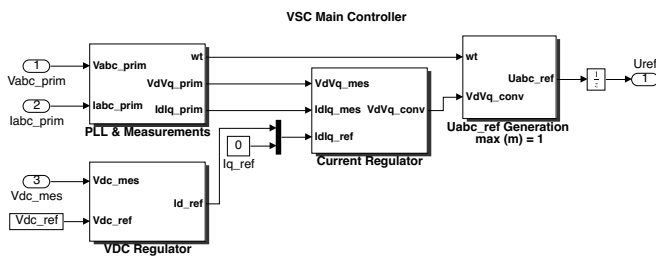 VSC Main Controller
1
Vabc_prim
2
Iabc_prim
Vabc_prim
Iabc_prim
wt
VdVq_prim
IdIq_prim
PLL & Measurements
3
Vdc_mes
Vdc_ref
Vdc_mes
Vdc_ref
Id_ref
VDC Regulator
0
Iq_ref
VdVq_mes
IdIq_mes
IdIq_ref
VdVq_conv
Current Regulator
wt
VdVq_conv
Uabc_ref
Uabc_ref Generation
max (m) = 1
1
z
Uref
1